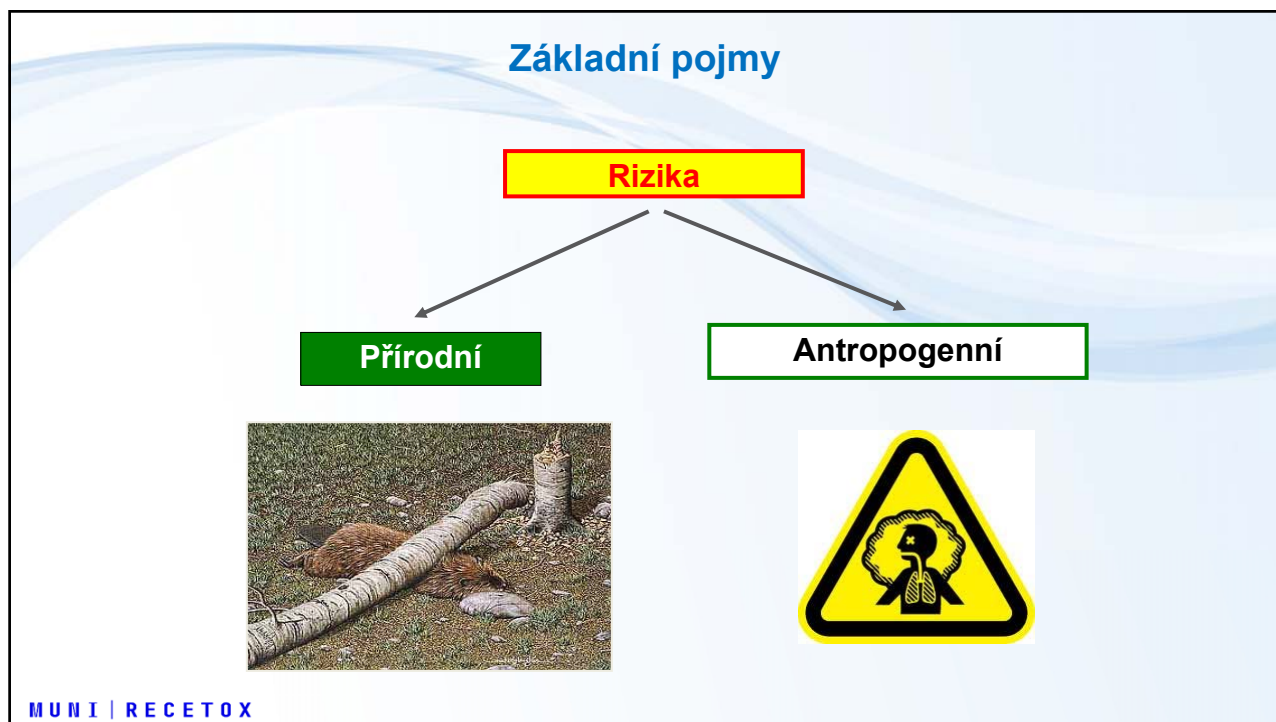 Základní pojmy
Rizika
Přírodní
Antropogenní
MUNI | RECETOX